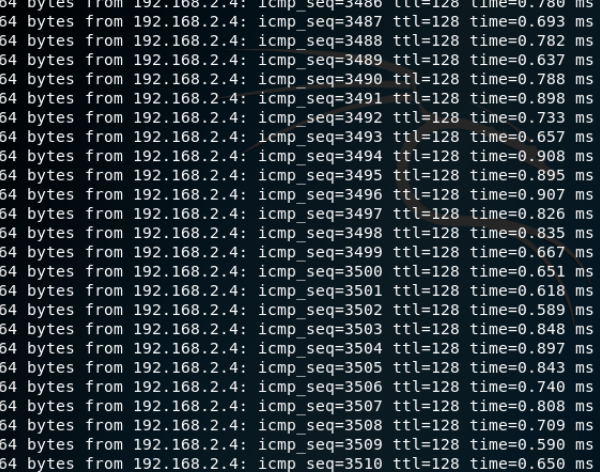 64 bytes from 192.168.2.4: icmp_seq=3486 ttl=128 time=0.780 ms
64 bytes from 192.168.2.4: icmp_seq=3487 ttl=128 time=0.693 ms
64 bytes from 192.168.2.4: icmp_seq=3488 ttl=128 time=0.782 ms
64 bytes from 192.168.2.4: icmp_seq=3489 ttl=128 time=0.637 ms
64 bytes from 192.168.2.4: icmp_seq=3490 ttl=128 time=0.788 ms
64 bytes from 192.168.2.4: icmp_seq=3491 ttl=128 time=0.898 ms
64 bytes from 192.168.2.4: icmp_seq=3492 ttl=128 time=0.733 ms
64 bytes from 192.168.2.4: icmp_seq=3493 ttl=128 time=0.657 ms
64 bytes from 192.168.2.4: icmp_seq=3494 ttl=128 time=0.908 ms
64 bytes from 192.168.2.4: icmp_seq=3495 ttl=128 time=0.895 ms
64 bytes from 192.168.2.4: icmp_seq=3496 ttl=128 time=0.907 ms
64 bytes from 192.168.2.4: icmp_seq=3497 ttl=128 time=0.826 ms
64 bytes from 192.168.2.4: icmp_seq=3498 ttl=128 time=0.835 ms
64 bytes from 192.168.2.4: icmp_seq=3499 ttl=128 time=0.667 ms
64 bytes from 192.168.2.4: icmp_seq=3500 ttl=128 time=0.651 ms
64 bytes from 192.168.2.4: icmp_seq=3501 ttl=128 time=0.618 ms
64 bytes from 192.168.2.4: icmp_seq=3502 ttl=128 time=0.589 ms
64 bytes from 192.168.2.4: icmp_seq=3503 ttl=128 time=0.848 ms
64 bytes from 192.168.2.4: icmp_seq=3504 ttl=128 time=0.897 ms
64 bytes from 192.168.2.4: icmp_seq=3505 ttl=128 time=0.843 ms
64 bytes from 192.168.2.4: icmp_seq=3506 ttl=128 time=0.740 ms
64 bytes from 192.168.2.4: icmp_seq=3507 ttl=128 time=0.808 ms
64 bytes from 192.168.2.4: icmp_seq=3508 ttl=128 time=0.709 ms
64 bytes from 192.168.2.4: icmp_seq=3509 ttl=128 time=0.590 ms
64 bytes from 192.168.2.4: icmp_seq=3510 ttl=128 time=0.650 ms